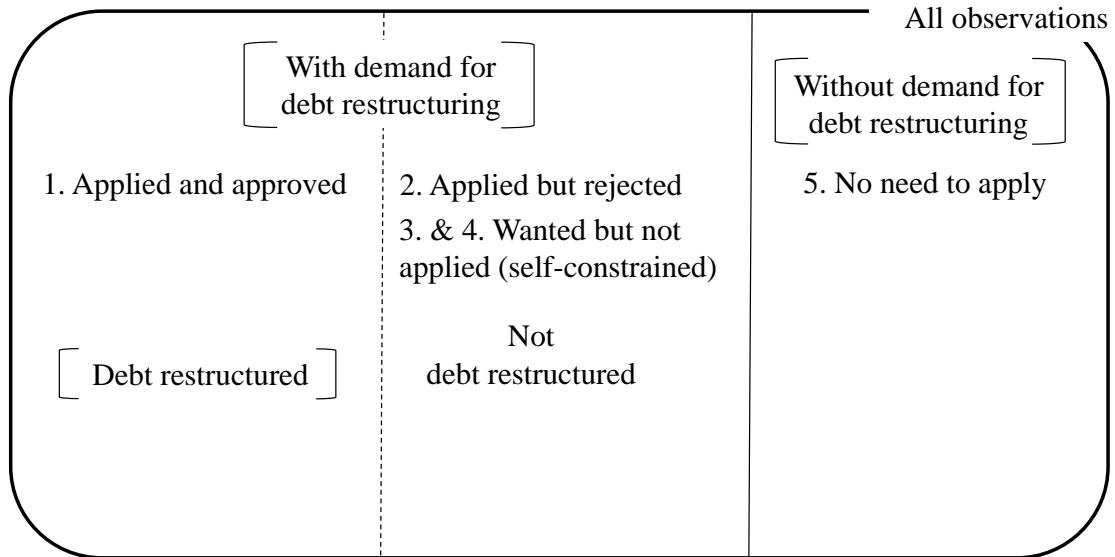 All observations
With demand for
debt restructuring
Without demand for
debt restructuring
1. Applied and approved
2. Applied but rejected
3. & 4. Wanted but not
applied (self-constrained)
5. No need to apply
Debt restructured
Not
debt restructured